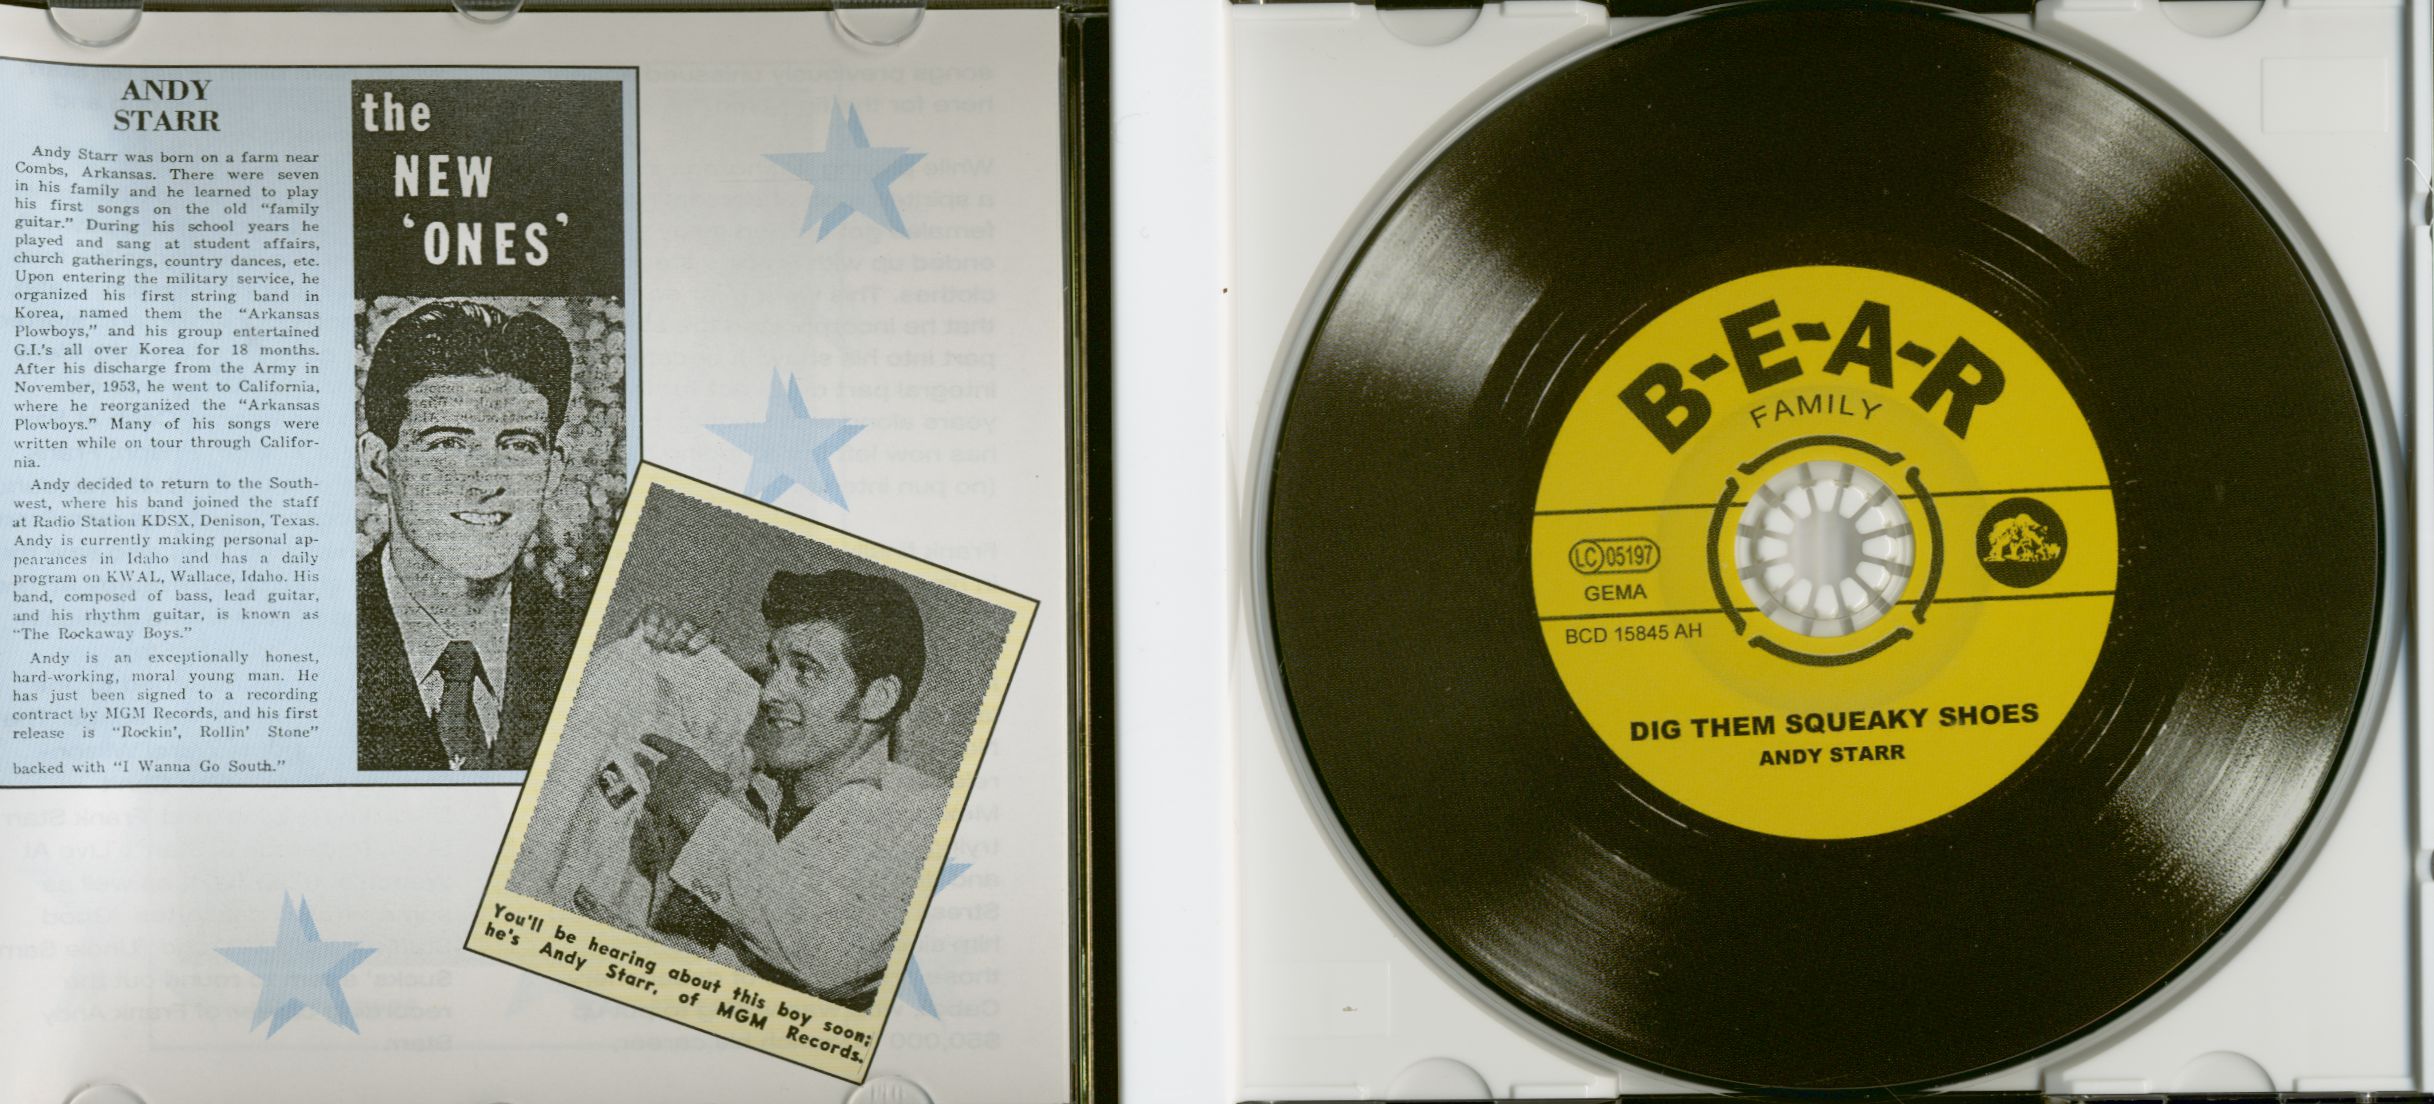 ANDY
STARR
Andy Starr was born on a farm near
Combs, Arkansas. There were seven
in his family and he learned to play
his first songs on the old “family
guitar.” During his school years he
played and sang at student affairs,
church gatherings, country dances, etc.
Upon entering the military service, he
organized his first string band in
Korea, named them the “Arkansas
Plowboys,” and his group entertained
G.I.'s all over Korea for 18 months.
After his discharge from the Army in
November, 1953, he went to California,
where he reorganized the “Arkansas
Plowboys.” Many of his songs were
written while on tour through Califor-
nia.
Andy decided to return to the South-
west, where his band joined the staff
at Radio Station KDSX, Denison, Texas.
Andy is currently making personal ap-
pearances in Idaho and has a daily
program on KWAL, Wallace, Idaho. His
band, composed of bass, lead guitar,
and his rhythm guitar, is known as
“The Rockaway Boys.”
Andy is an exceptionally honest,
hard-working, moral young man. He
has just been signed to a recording
contract by MGM Records, and his first
release is “Rockin', Rollin' Stone”
backed with “I Wanna Go South.”
the
NEW
‘ONES’
You'll be hearing about this boy soon;
he's Andy Starr, of MGM Records.
B-E-A-R
FAMILY
LC 05197
GEMA
BCD 15845 AH
DIG THEM SQUEAKY SHOES
ANDY STARR